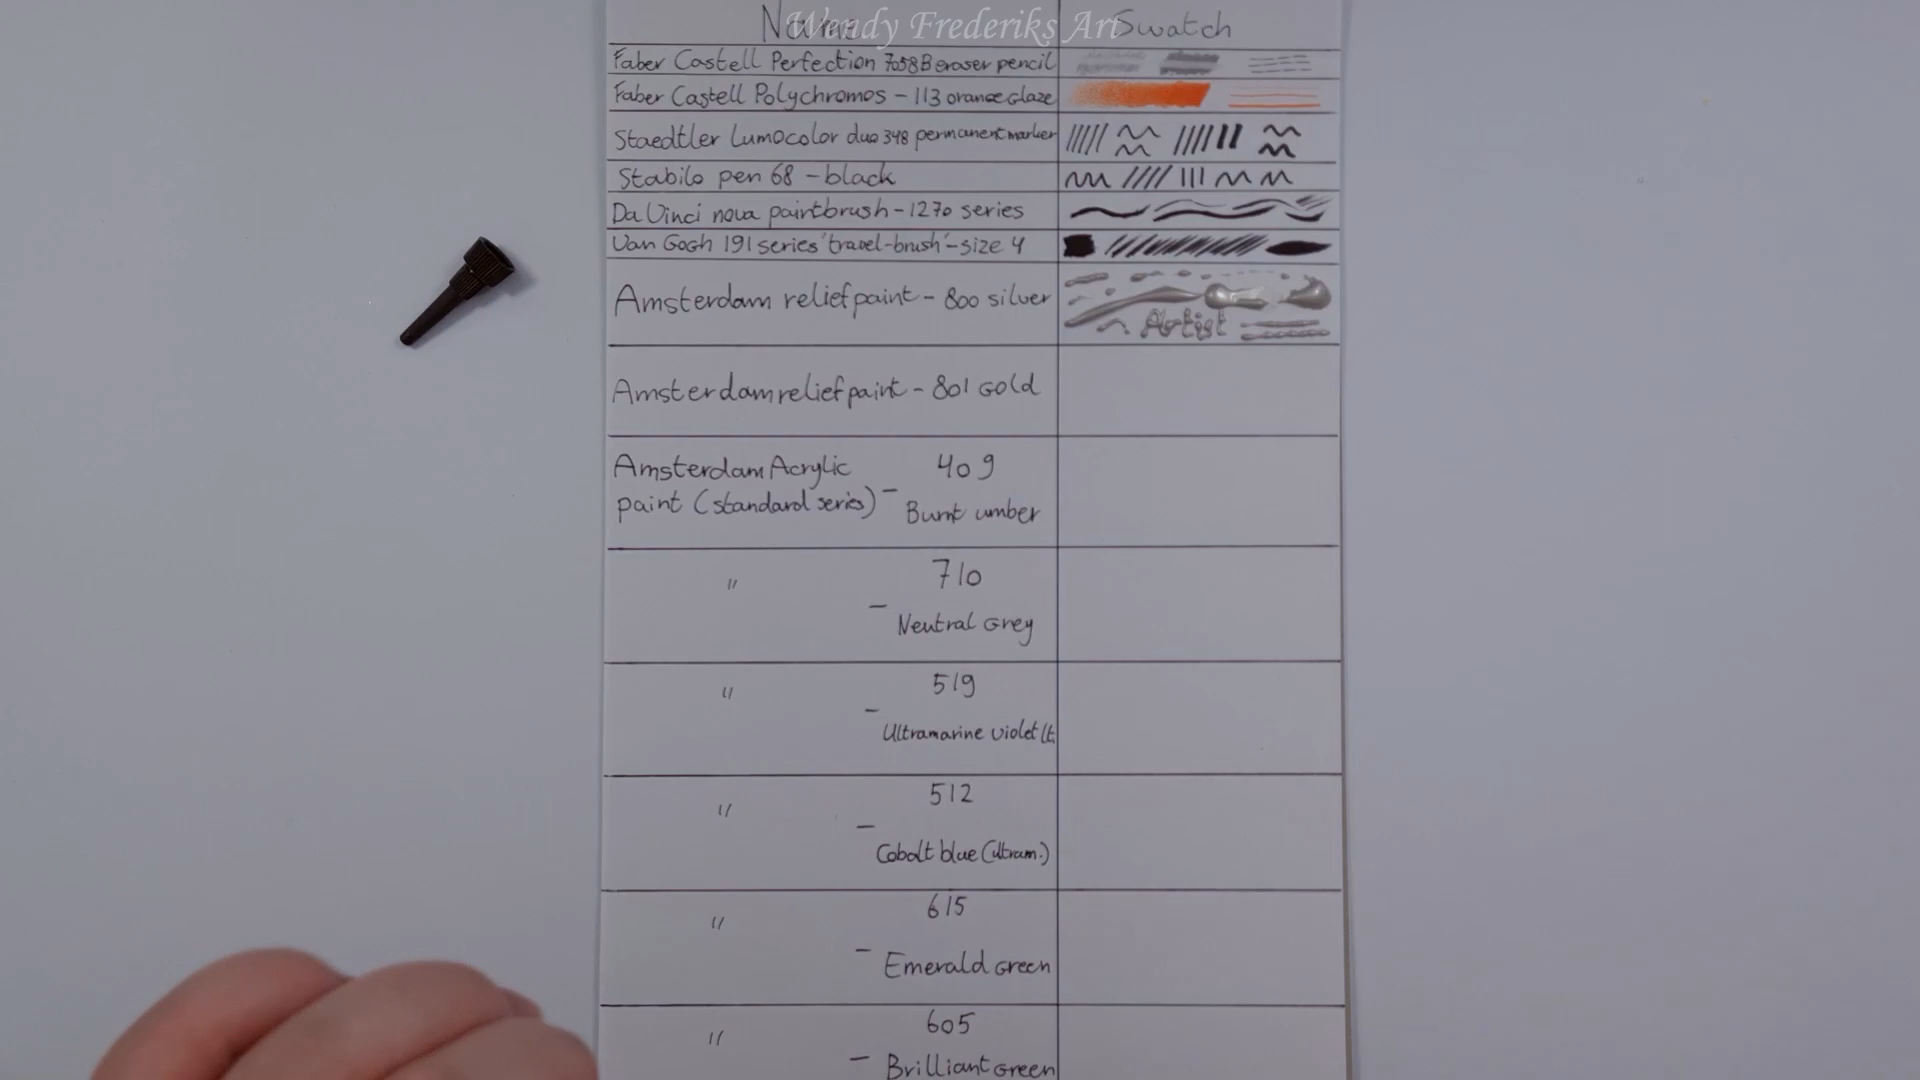 Name Swatch
Wendy Frederiks Art
Faber Castell Perfection 7058B eraser pencil
Faber Castell Polychromos - 113 orange Glaze
Staedtler Lumocolor duo 348 permanent marker
Stabilo pen 68 - black
Da Vinci nova paintbrush - 1270 series
Van Gogh 191 series 'travel-brush' - size 4
Amsterdam relief paint - 800 silver
Artist
Amsterdam relief paint - 801 Gold
Amsterdam Acrylic 409
paint (standard series) - Burnt umber
" 710
- Neutral Grey
" 519
- Ultramarine violet lt.
" 512
- Cobalt blue (ultram.)
" 615
- Emerald Green
" 605
- Brilliant Green